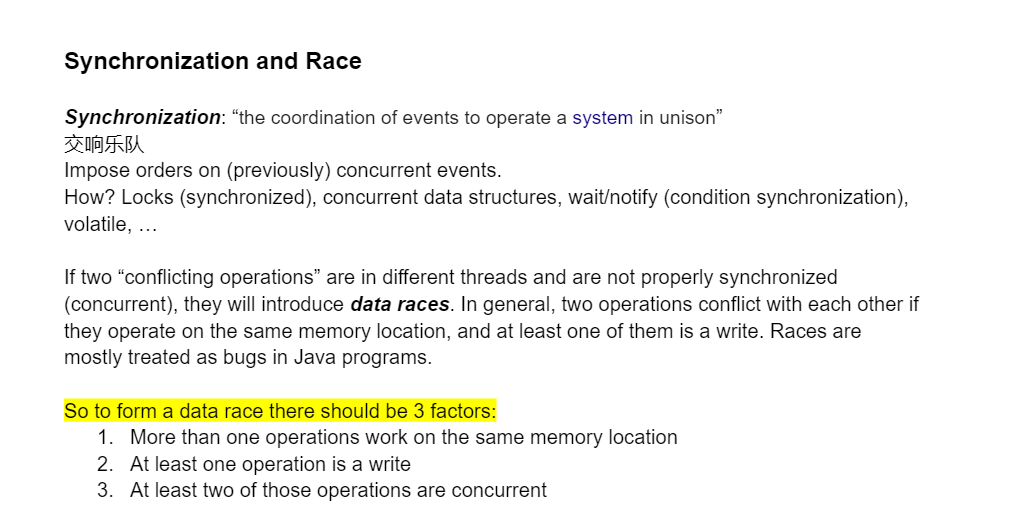 Synchronization and Race
Synchronization: “the coordination of events to operate a system in unison”
交响乐队
Impose orders on (previously) concurrent events.
How? Locks (synchronized), concurrent data structures, wait/notify (condition synchronization),
volatile, …
If two “conflicting operations” are in different threads and are not properly synchronized
(concurrent), they will introduce data races. In general, two operations conflict with each other if
they operate on the same memory location, and at least one of them is a write. Races are
mostly treated as bugs in Java programs.
So to form a data race there should be 3 factors:
1. More than one operations work on the same memory location
2. At least one operation is a write
3. At least two of those operations are concurrent